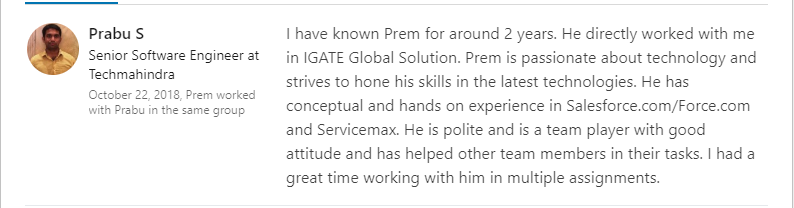 Prabu S
Senior Software Engineer at
Techmahindra
October 22, 2018, Prem worked
with Prabu in the same group
I have known Prem for around 2 years. He directly worked with me
in IGATE Global Solution. Prem is passionate about technology and
strives to hone his skills in the latest technologies. He has
conceptual and hands on experience in Salesforce.com/Force.com
and Servicemax. He is polite and is a team player with good
attitude and has helped other team members in their tasks. I had a
great time working with him in multiple assignments.